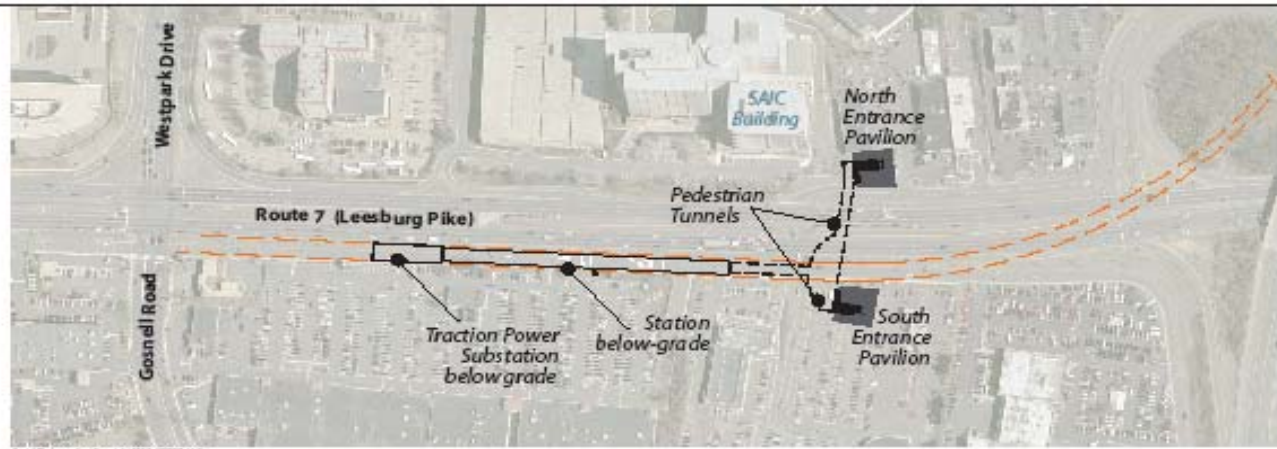 Westpark Drive
SAIC
Building
North
Entrance
Pavilion
Pedestrian
Tunnels
Route 7 (Leesburg Pike)
Gosnell Road
Traction Power
Substation
below grade
Station
below-grade
South
Entrance
Pavilion